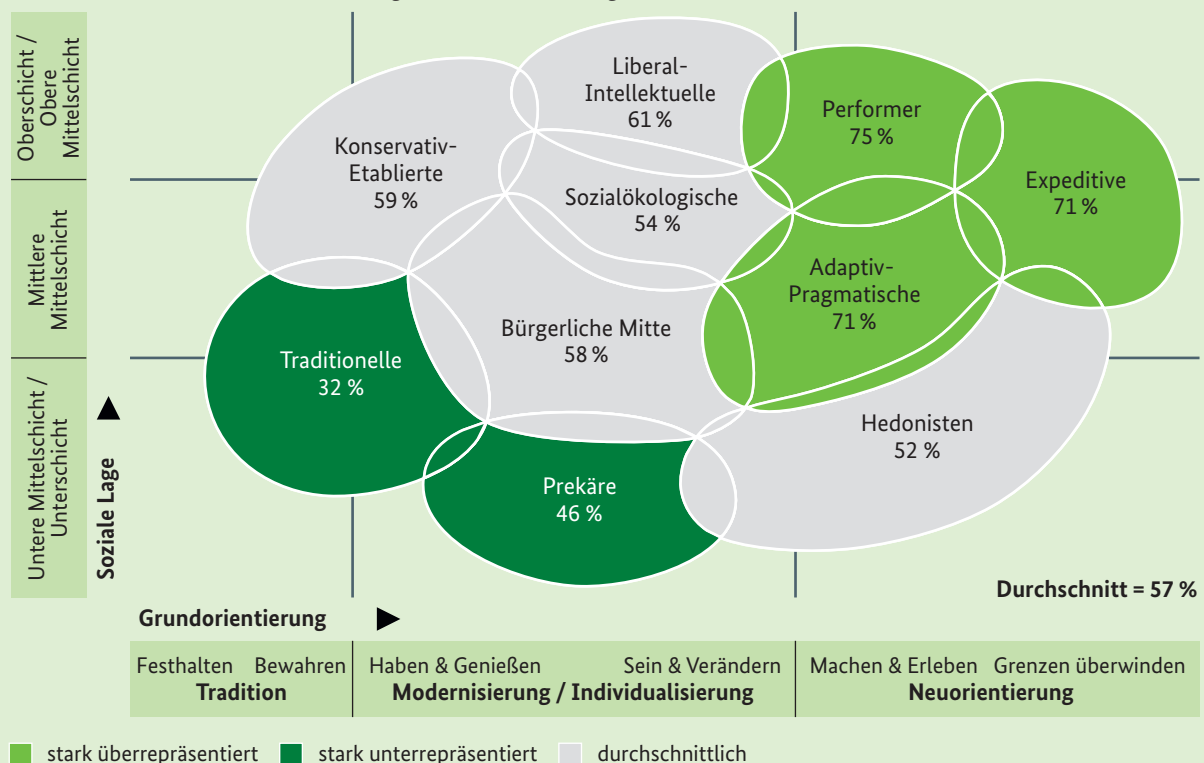 Oberschicht /
Obere
Mittelschicht
Mittlere
Mittelschicht
Untere Mittelschicht /
Unterschicht
Soziale Lage
Liberal-
Intellektuelle
61 %
Performer
75 %
Konservativ-
Etablierte
59 %
Sozialökologische
54 %
Expeditive
71 %
Adaptiv-
Pragmatische
71 %
Bürgerliche Mitte
58 %
Traditionelle
32 %
Hedonisten
52 %
Prekäre
46 %
Durchschnitt = 57 %
Grundorientierung
Festhalten Bewahren
Tradition
Haben & Genießen Sein & Verändern
Modernisierung / Individualisierung
Machen & Erleben Grenzen überwinden
Neuorientierung
stark überrepräsentiert stark unterrepräsentiert durchschnittlich